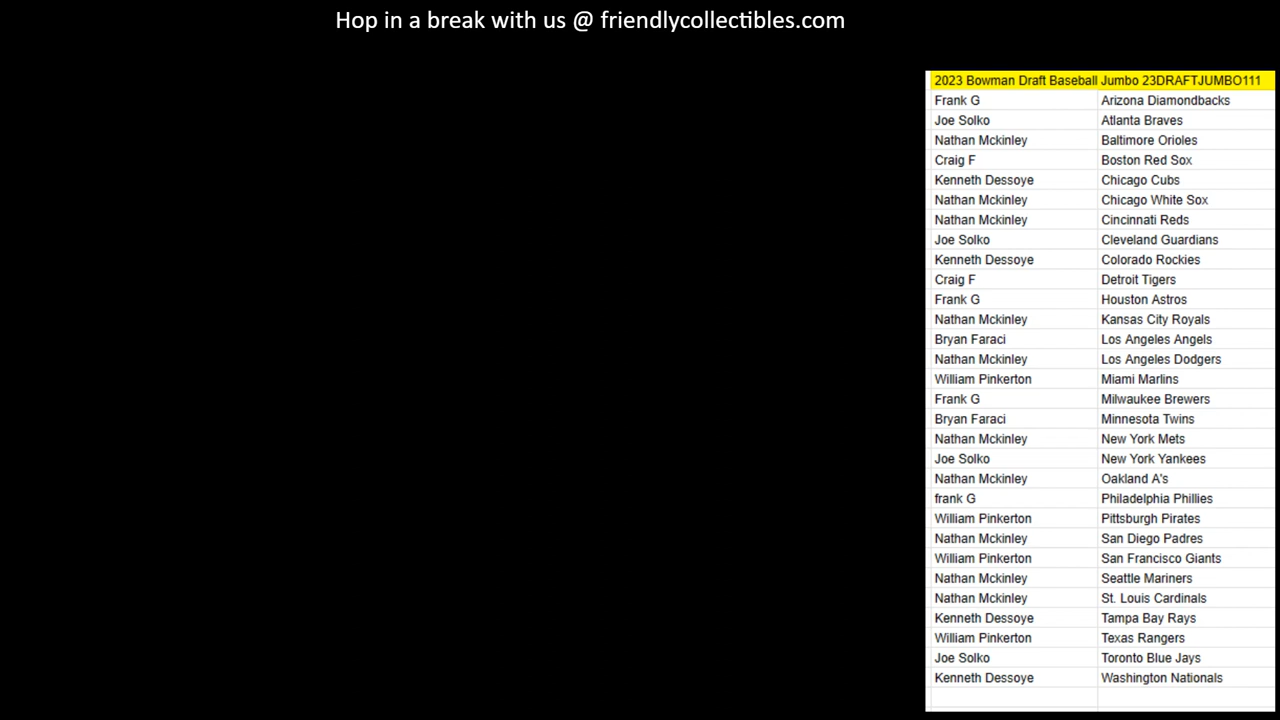 Hop in a break with us @ friendlycollectibles.com
2023 Bowman Draft Baseball Jumbo 23DRAFTJUMBO111
Frank G Arizona Diamondbacks
Joe Solko Atlanta Braves
Nathan Mckinley Baltimore Orioles
Craig F Boston Red Sox
Kenneth Dessoye Chicago Cubs
Nathan Mckinley Chicago White Sox
Nathan Mckinley Cincinnati Reds
Joe Solko Cleveland Guardians
Kenneth Dessoye Colorado Rockies
Craig F Detroit Tigers
Frank G Houston Astros
Nathan Mckinley Kansas City Royals
Bryan Faraci Los Angeles Angels
Nathan Mckinley Los Angeles Dodgers
William Pinkerton Miami Marlins
Frank G Milwaukee Brewers
Bryan Faraci Minnesota Twins
Nathan Mckinley New York Mets
Joe Solko New York Yankees
Nathan Mckinley Oakland A's
frank G Philadelphia Phillies
William Pinkerton Pittsburgh Pirates
Nathan Mckinley San Diego Padres
William Pinkerton San Francisco Giants
Nathan Mckinley Seattle Mariners
Nathan Mckinley St. Louis Cardinals
Kenneth Dessoye Tampa Bay Rays
William Pinkerton Texas Rangers
Joe Solko Toronto Blue Jays
Kenneth Dessoye Washington Nationals